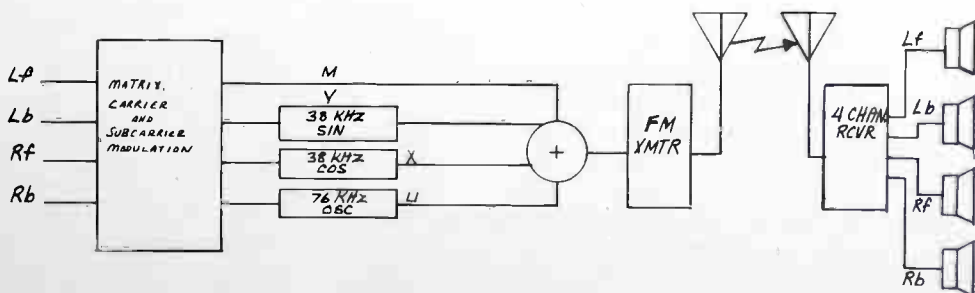 Lf
Lb
Rf
Rb
MATRIX,
CARRIER
AND
SUBCARRIER
MODULATION
M
Y
38 KHZ
SIN
38 KHZ
COS
X
76 KHZ
OSC
U
+
FM
XMTR
4 CHAN.
RCVR
Lf
Lb
Rf
Rb